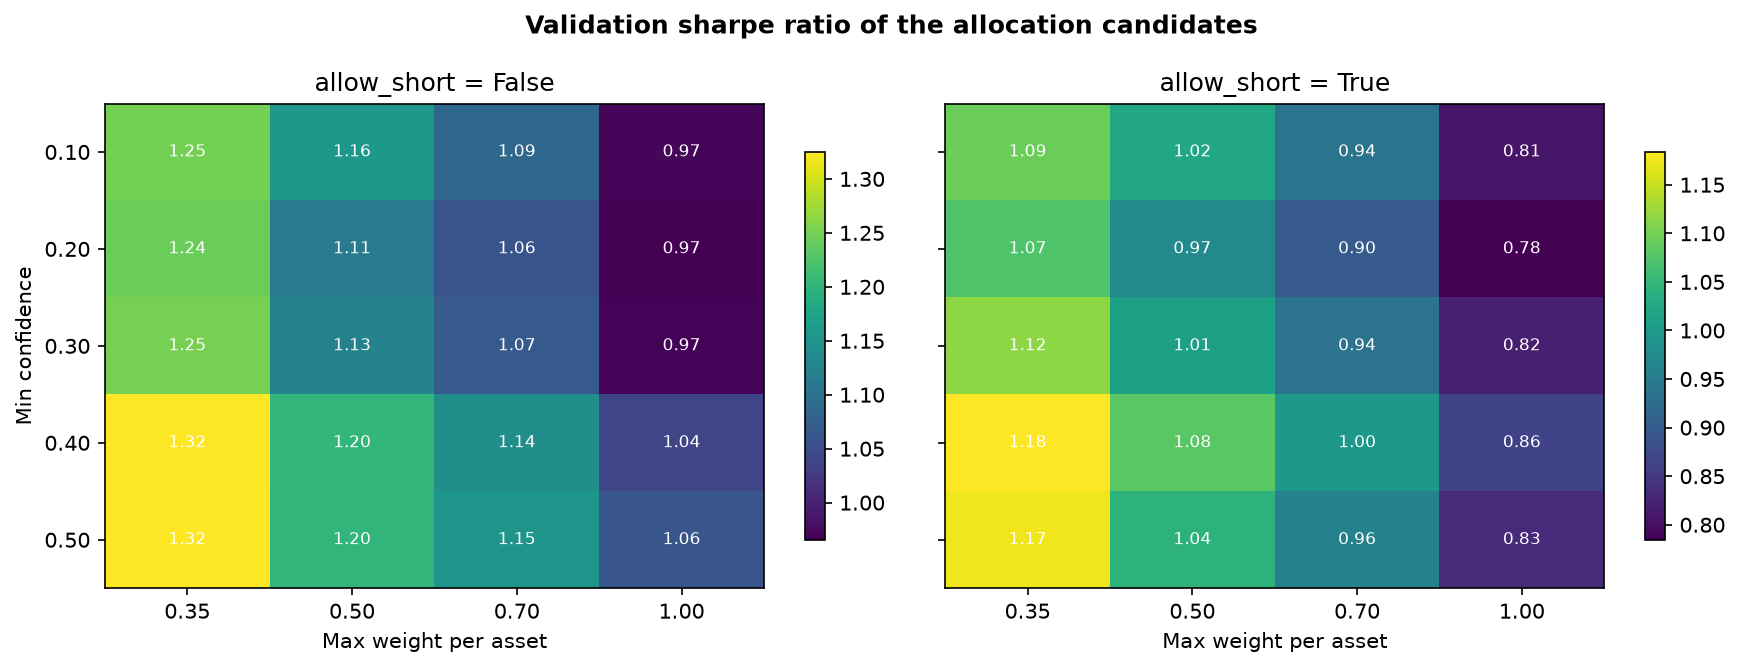 Validation sharpe ratio of the allocation candidates
allow_short = False
allow_short = True
Min confidence
0.10 1.25 1.16 1.09 0.97
0.20 1.24 1.11 1.06 0.97
0.30 1.25 1.13 1.07 0.97
0.40 1.32 1.20 1.14 1.04
0.50 1.32 1.20 1.15 1.06
0.35 0.50 0.70 1.00
Max weight per asset
1.30
1.25
1.20
1.15
1.10
1.05
1.00
1.09 1.02 0.94 0.81
1.07 0.97 0.90 0.78
1.12 1.01 0.94 0.82
1.18 1.08 1.00 0.86
1.17 1.04 0.96 0.83
0.35 0.50 0.70 1.00
Max weight per asset
1.15
1.10
1.05
1.00
0.95
0.90
0.85
0.80